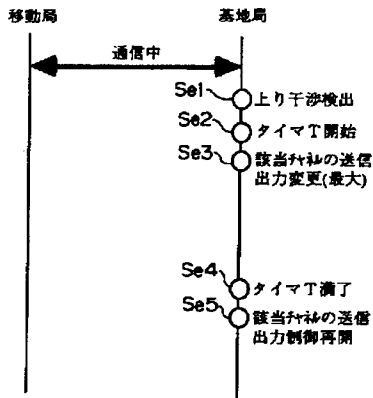 移動局
基地局
通信中
Se1 上り干渉検出
Se2 タイマT開始
Se3 該当ﾁｬﾈﾙの送信
出力変更(最大)
Se4 タイマT満了
Se5 該当ﾁｬﾈﾙの送信
出力制御再開